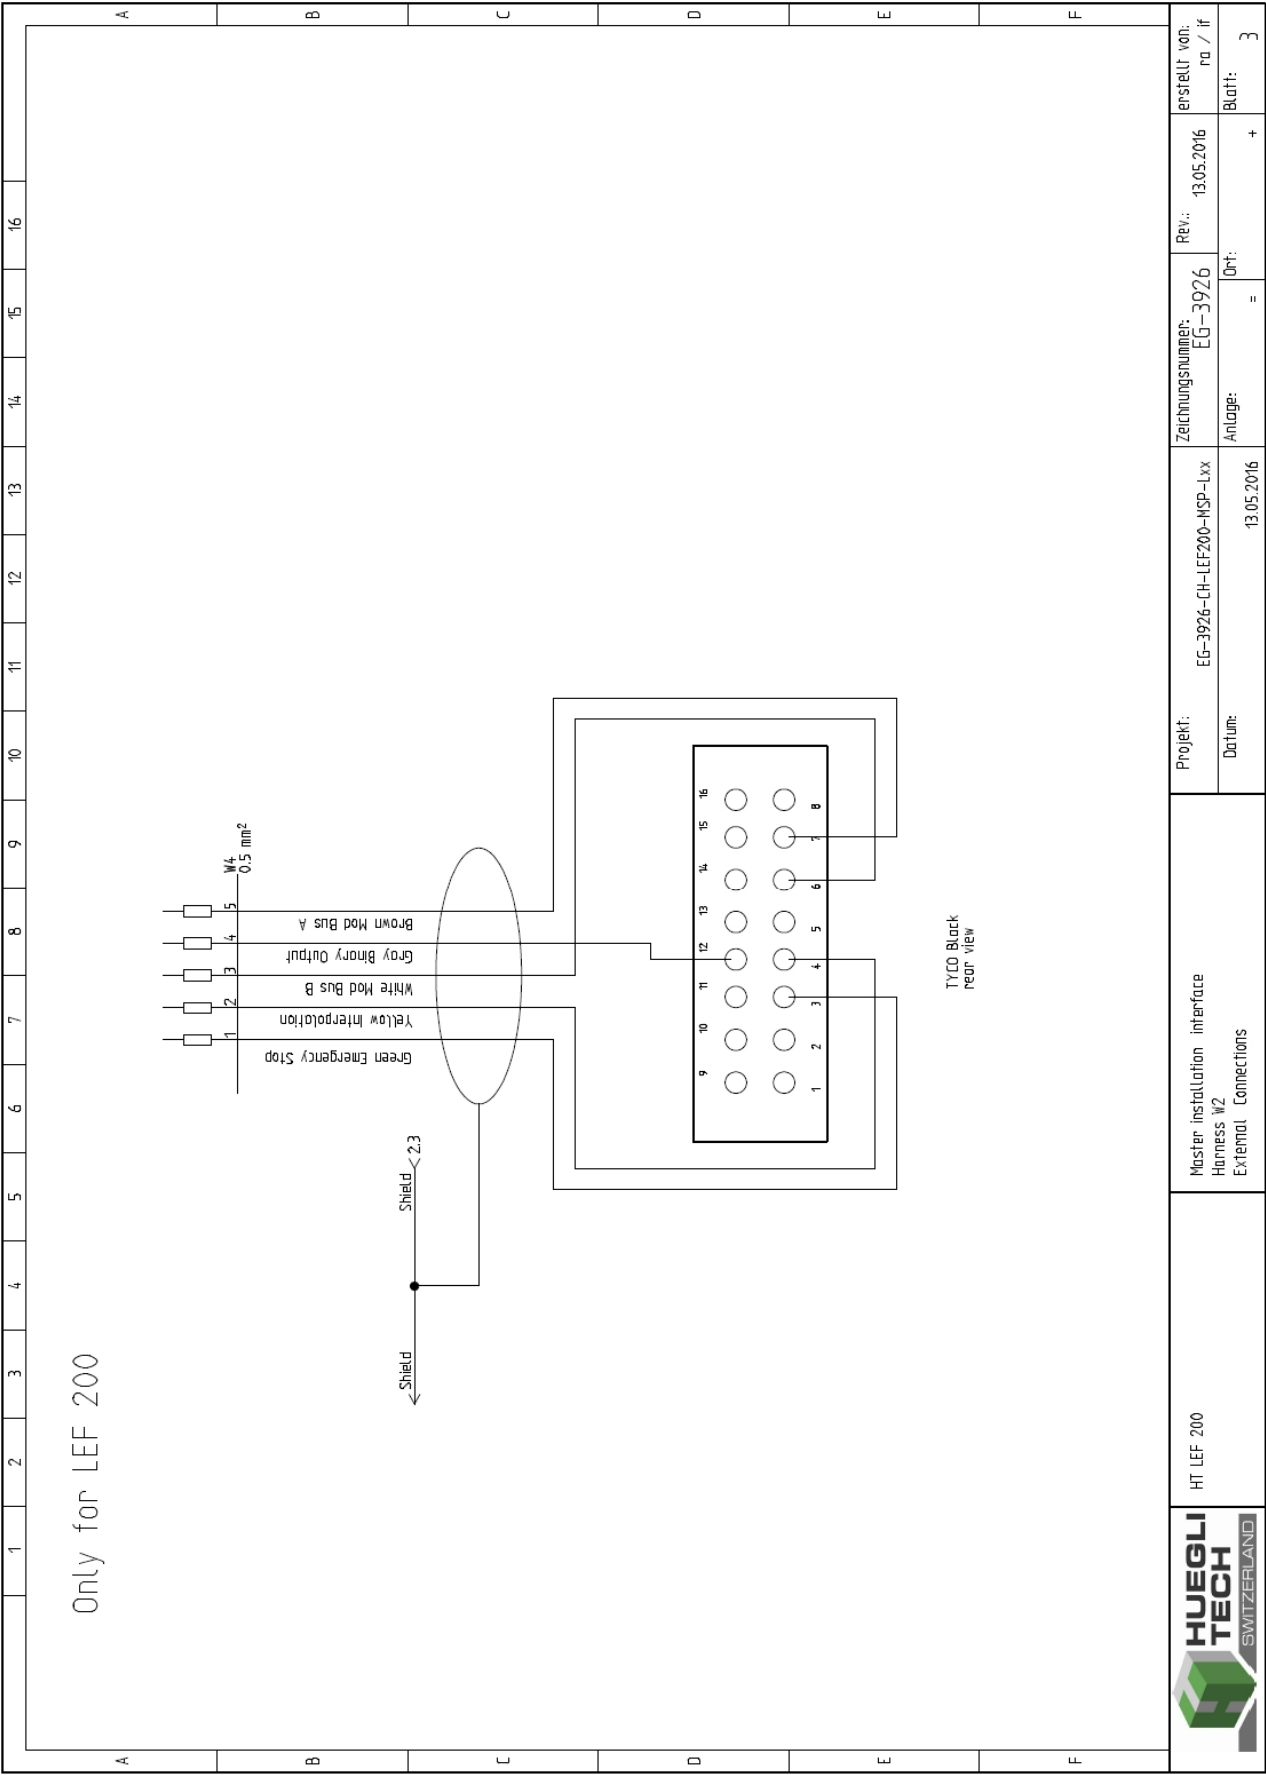 1 2 3 4 5 6 7 8 9 10 11 12 13 14 15 16
A
B
C
D
E
F
A
B
C
D
E
F
Only for LEF 200
W4
0.5 mm²
1
2
3
4
5
Green Emergency Stop
Yellow Interpolation
White Mod Bus B
Gray Binary Output
Brown Mod Bus A
Shield
Shield
2.3
9 10 11 12 13 14 15 16
1 2 3 4 5 6 7 8
TYCO Black
rear view
HUEGLI
TECH
SWITZERLAND
HT LEF 200
Master installation interface
Harness W2
External Connections
Projekt:
EG-3926-CH-LEF200-MSP-Lxx
Datum:
13.05.2016
Zeichnungsnummer:
EG-3926
Anlage:
=
Rev.:
13.05.2016
Ort:
+
erstellt von:
ra / if
Blatt:
3